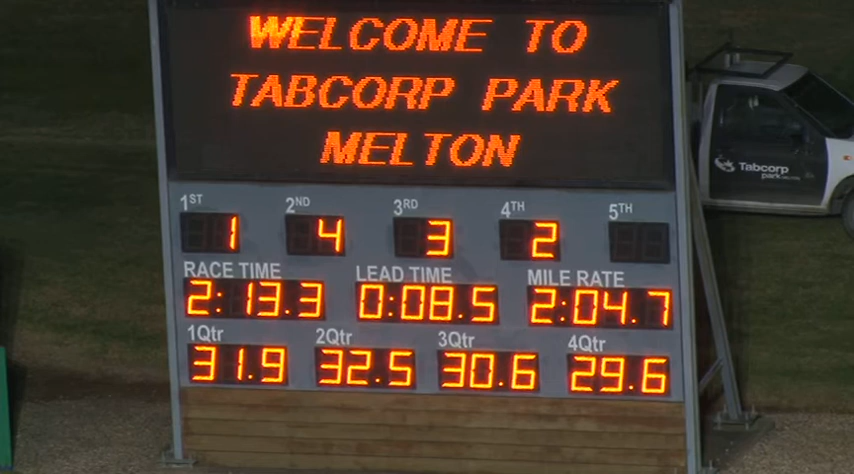 WELCOME TO
TABCORP PARK
MELTON
1ST 2ND 3RD 4TH 5TH
1 4 3 2
RACE TIME LEAD TIME MILE RATE
2:13.3 0:08.5 2:04.7
1Qtr 2Qtr 3Qtr 4Qtr
31.9 32.5 30.6 29.6
Tabcorp
park